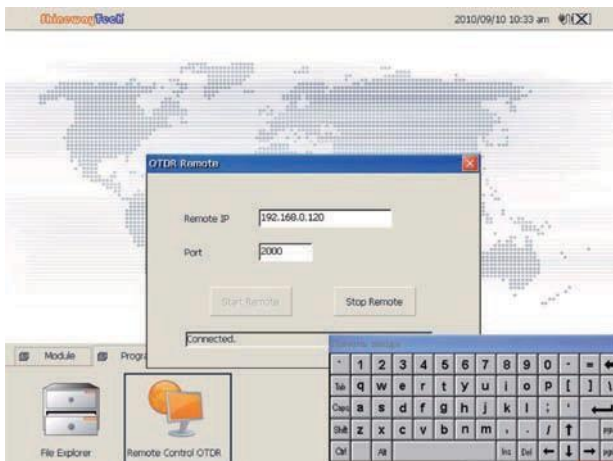 ShinewayTech 2010/09/10 10:33 am
OTDR Remote
Remote IP 192.168.0.120
Port 2000
Start Remote Stop Remote
Connected.
Module Progra
1 2 3 4 5 6 7 8 9 0 - =
Tab q w e r t y u i o p [ ]
Caps a s d f g h j k l ; '
Shift z x c v b n m , . /
Ctrl Alt Ins Del
File Explorer Remote Control OTDR